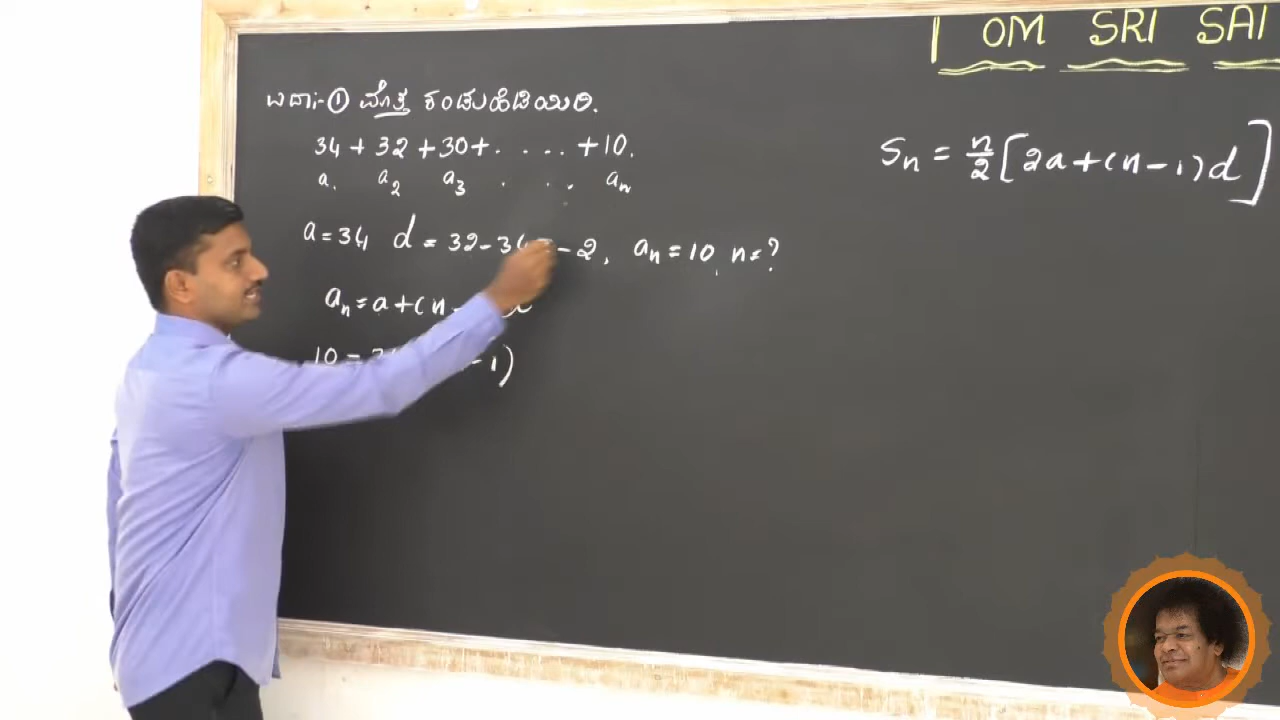 OM SRI SAI
ಉದಾ:- ① ಮೊತ್ತ ಕಂಡುಹಿಡಿಯಿರಿ.
34 + 32 + 30 + . . . . + 10.
a. a₂ a₃ . . . aₙ
a = 34 d = 32 - 34 = - 2, aₙ = 10, n = ?
aₙ = a + (n -
10 = - 1)
Sₙ = n/2 [2a + (n - 1) d]